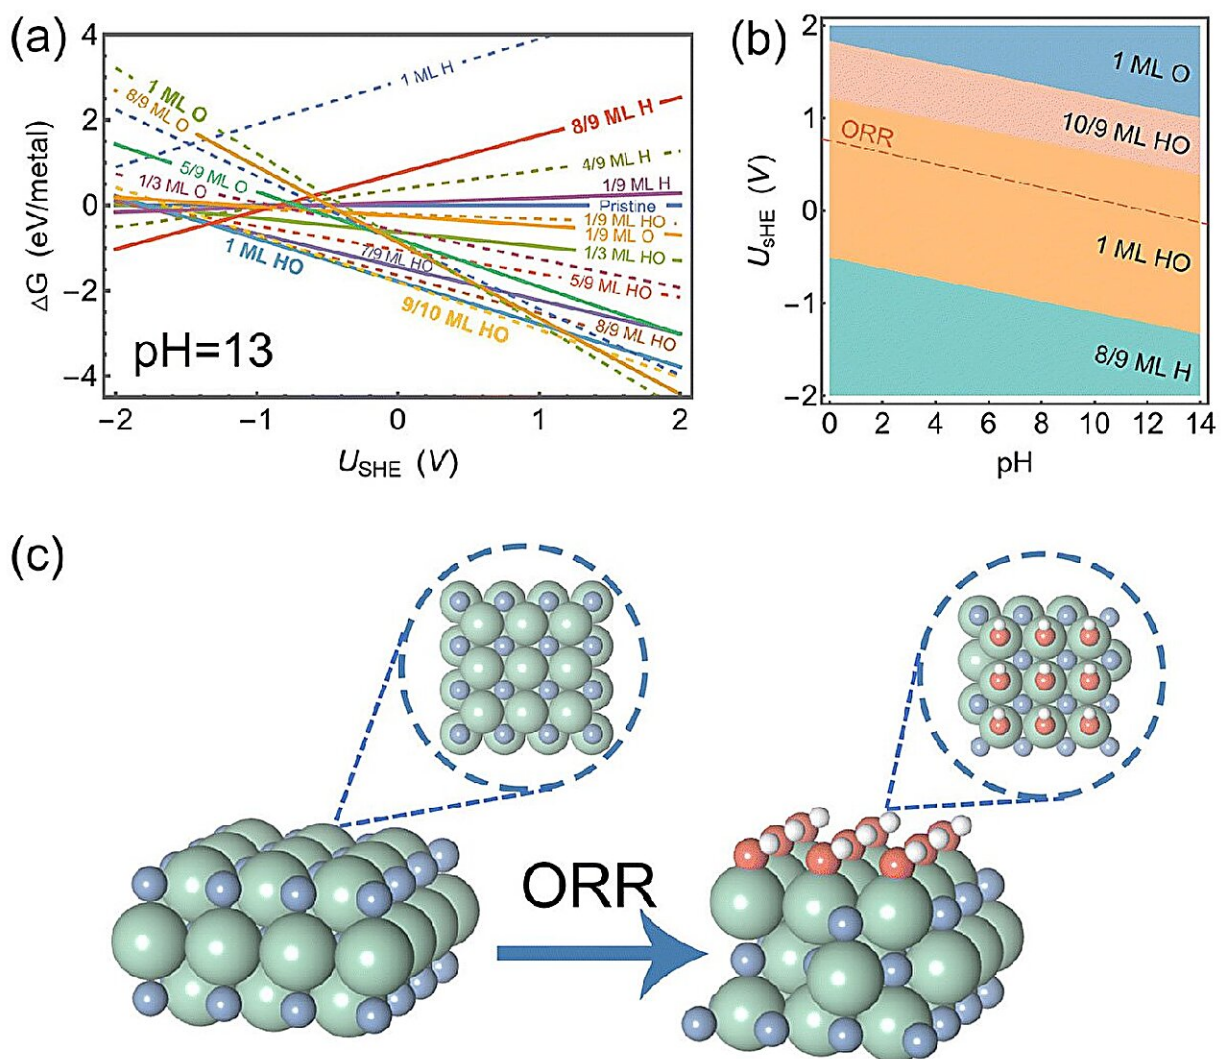 (a)
4
2
0
−2
−4
ΔG (eV/metal)
1 ML H
1 ML O
8/9 ML O
8/9 ML H
5/9 ML O
4/9 ML H
1/3 ML O
1/9 ML H
Pristine
1/9 ML HO
1/9 ML O
1/3 ML HO
7/9 ML HO
1 ML HO
5/9 ML HO
9/10 ML HO
8/9 ML HO
pH=13
−2 −1 0 1 2
USHE (V)
(b)
2
1
0
−1
−2
UsHE (V)
1 ML O
10/9 ML HO
ORR
1 ML HO
8/9 ML H
0 2 4 6 8 10 12 14
pH
(c)
ORR